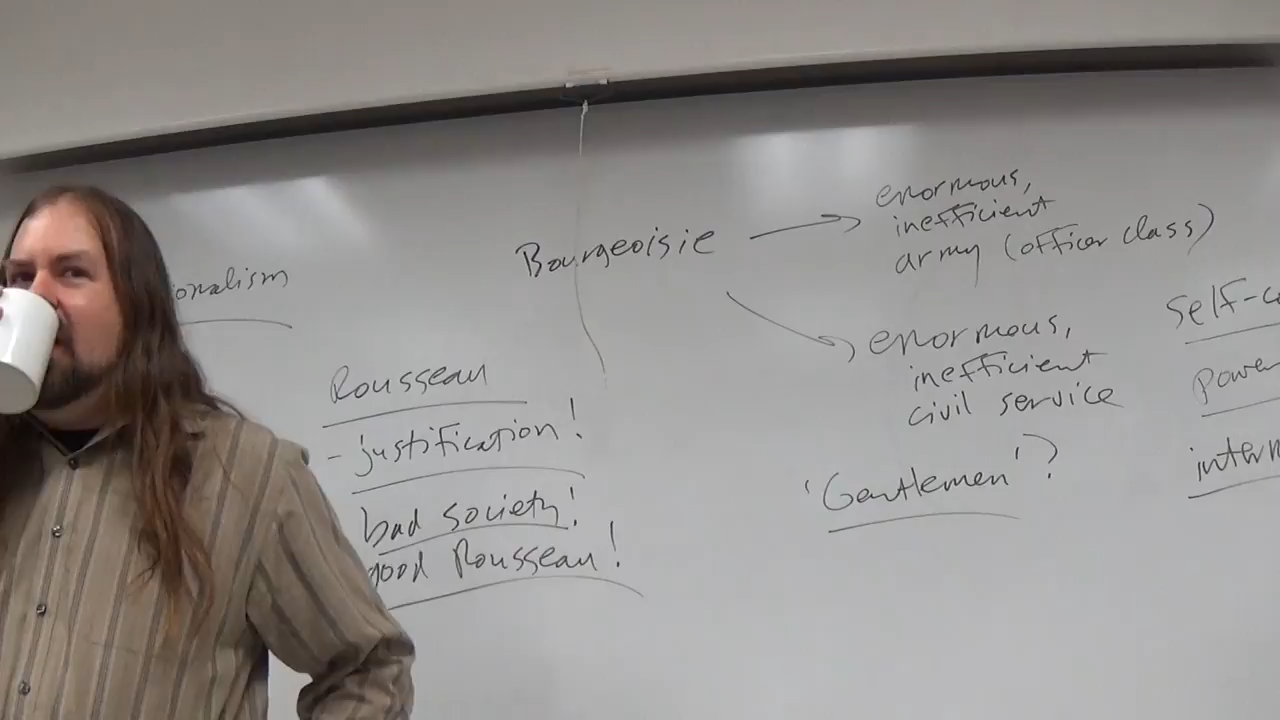 onalism
Rousseau
- justification!
bad society!
good Rousseau!
Bourgeoisie
enormous,
inefficient
army (officer class)
enormous,
inefficient
civil service
'Gentlemen'?
self-c
power
intern